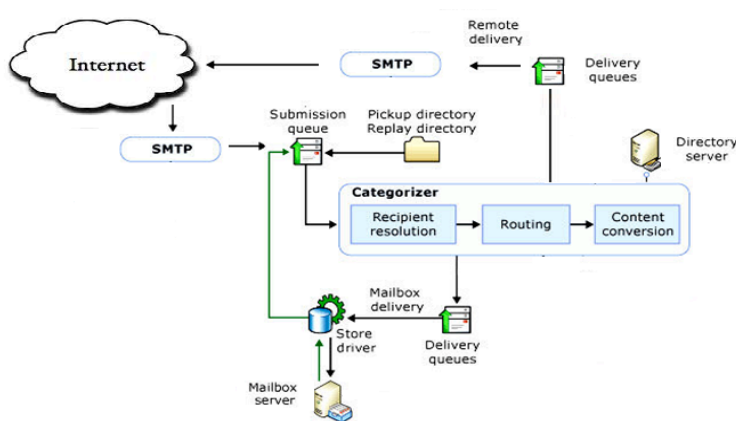 Remote
delivery
Internet
SMTP
Delivery
queues
Submission
queue
Pickup directory
Replay directory
SMTP
Directory
server
Categorizer
Recipient
resolution
Routing
Content
conversion
Mailbox
delivery
Store
driver
Delivery
queues
Mailbox
server